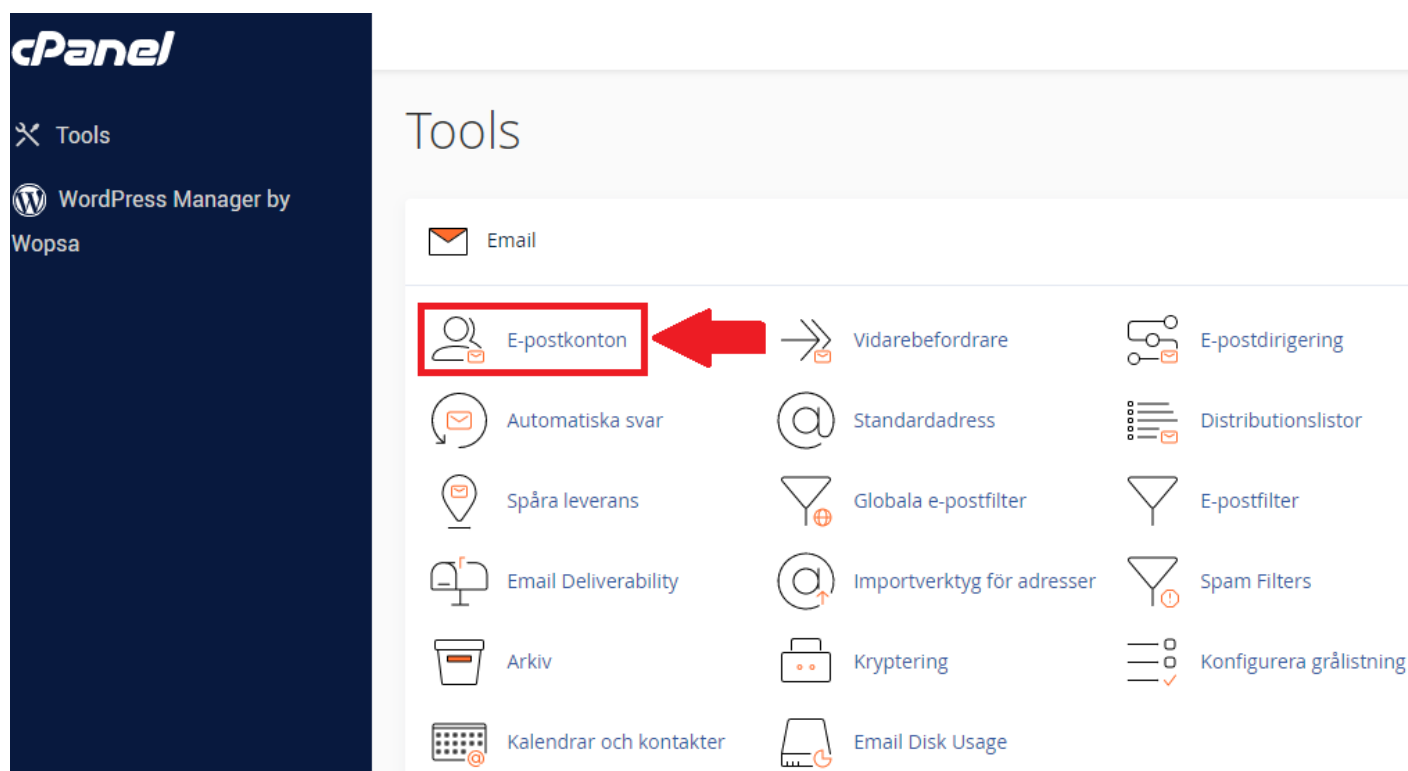 cPanel
Tools
WordPress Manager by
Wopsa
Tools
Email
E-postkonton
Vidarebefordrare
E-postdirigering
Automatiska svar
Standardadress
Distributionslistor
Spåra leverans
Globala e-postfilter
E-postfilter
Email Deliverability
Importverktyg för adresser
Spam Filters
Arkiv
Kryptering
Konfigurera grålistning
Kalendrar och kontakter
Email Disk Usage